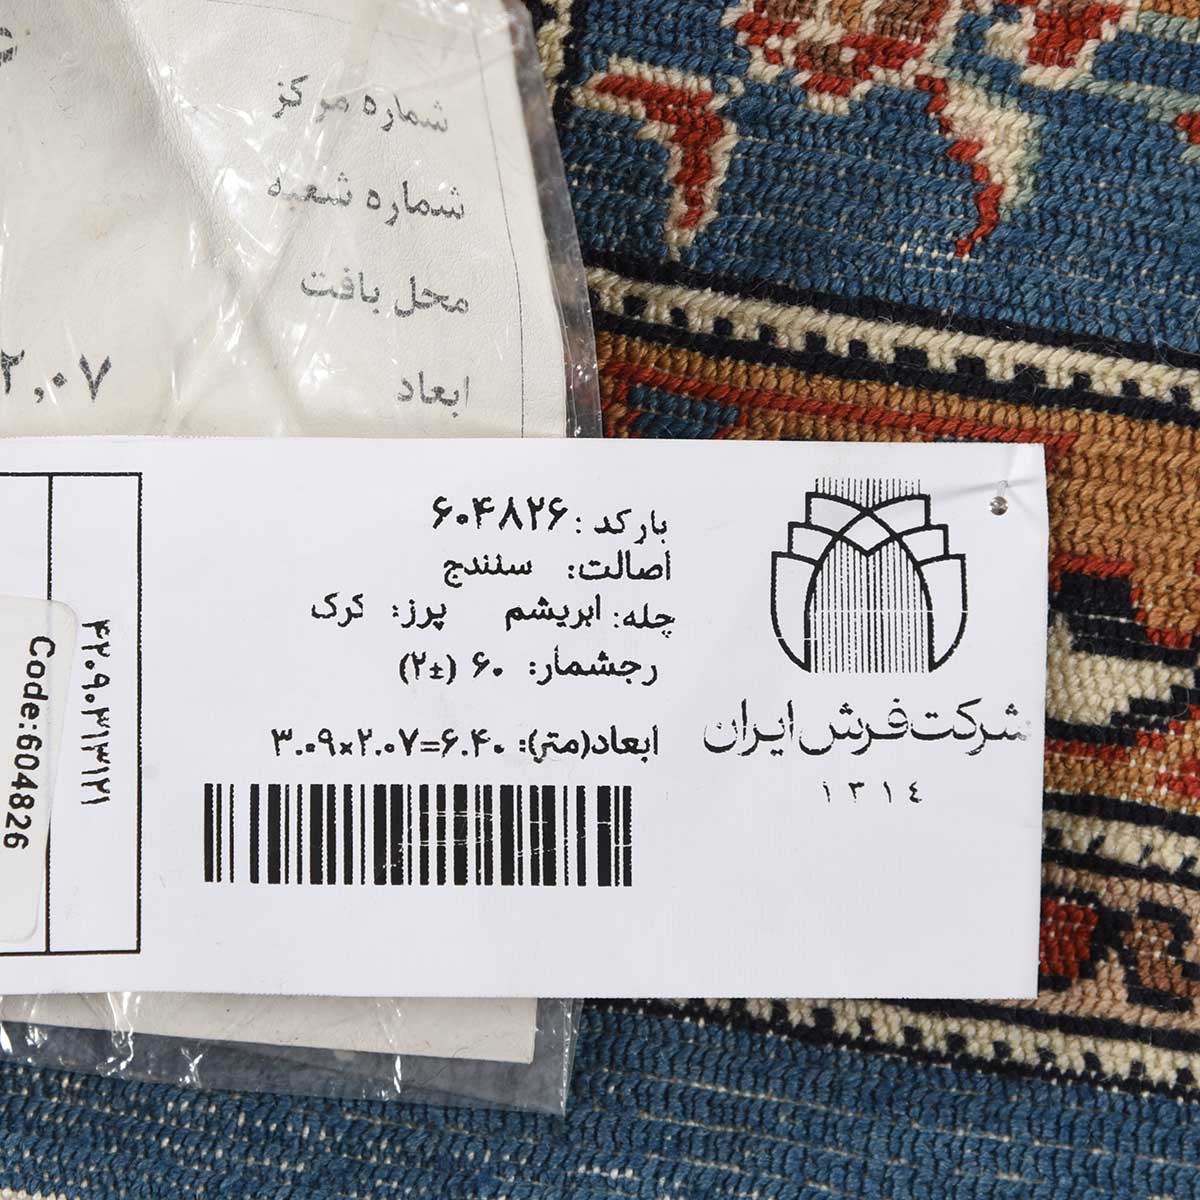 شماره مرکز
شماره شعبه
محل بافت
ابعاد
۲,۰۷
بارکد : ۶۰۴۸۲۶
اصالت: سنندج
چله: ابریشم پرز: کرک
رجشمار: ۶۰ (±۲)
ابعاد(متر): ۳.۰۹×۲.۰۷=۶.۴۰
شرکت فرش ایران
۱۳۱٤
۴۲۰۹۰۳۱۳۱۲۱
Code:604826